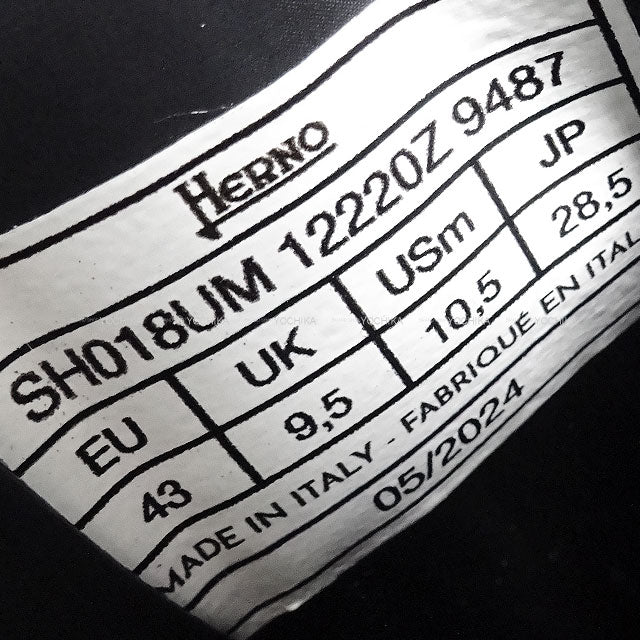 HERNO
SH018UM 12220Z 9487
EU UK USm JP
43 9,5 10,5 28,5
MADE IN ITALY - FABRIQUÉ EN ITAL
05/2024